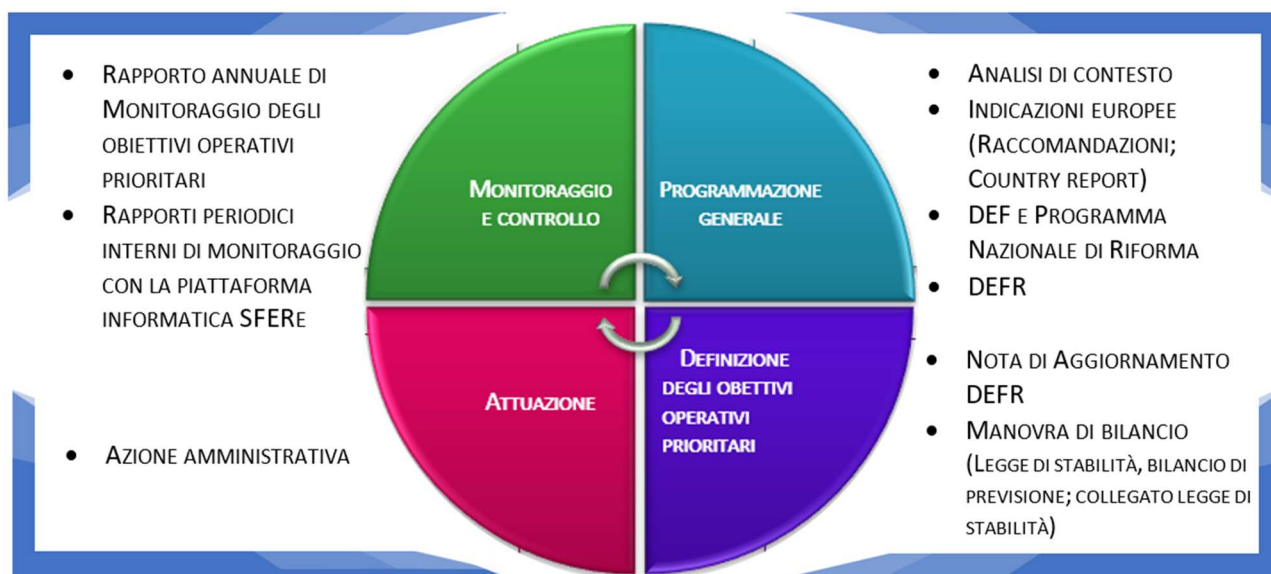 • RAPPORTO ANNUALE DI
MONITORAGGIO DEGLI
OBIETTIVI OPERATIVI
PRIORITARI
• RAPPORTI PERIODICI
INTERNI DI MONITORAGGIO
CON LA PIATTAFORMA
INFORMATICA SFERE
• AZIONE AMMINISTRATIVA
MONITORAGGIO
E CONTROLLO
PROGRAMMAZIONE
GENERALE
ATTUAZIONE
DEFINIZIONE
DEGLI OBETTIVI
OPERATIVI
PRIORITARI
• ANALISI DI CONTESTO
• INDICAZIONI EUROPEE
(RACCOMANDAZIONI;
COUNTRY REPORT)
• DEF E PROGRAMMA
NAZIONALE DI RIFORMA
• DEFR
• NOTA DI AGGIORNAMENTO
DEFR
• MANOVRA DI BILANCIO
(LEGGE DI STABILITÀ, BILANCIO DI
PREVISIONE; COLLEGATO LEGGE DI
STABILITÀ)